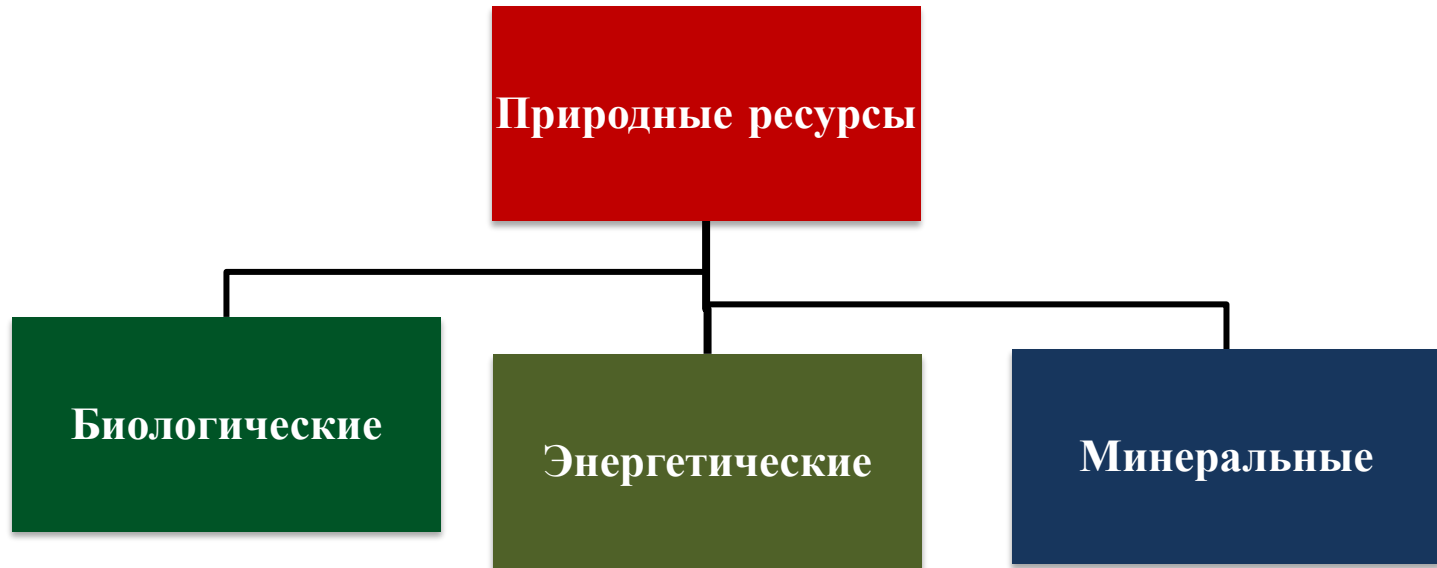 Природные ресурсы
Биологические
Энергетические
Минеральные